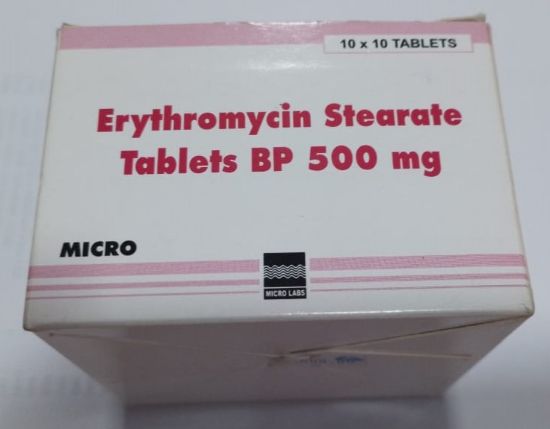 10 x 10 TABLETS
Erythromycin Stearate
Tablets BP 500 mg
MICRO
MICRO LABS